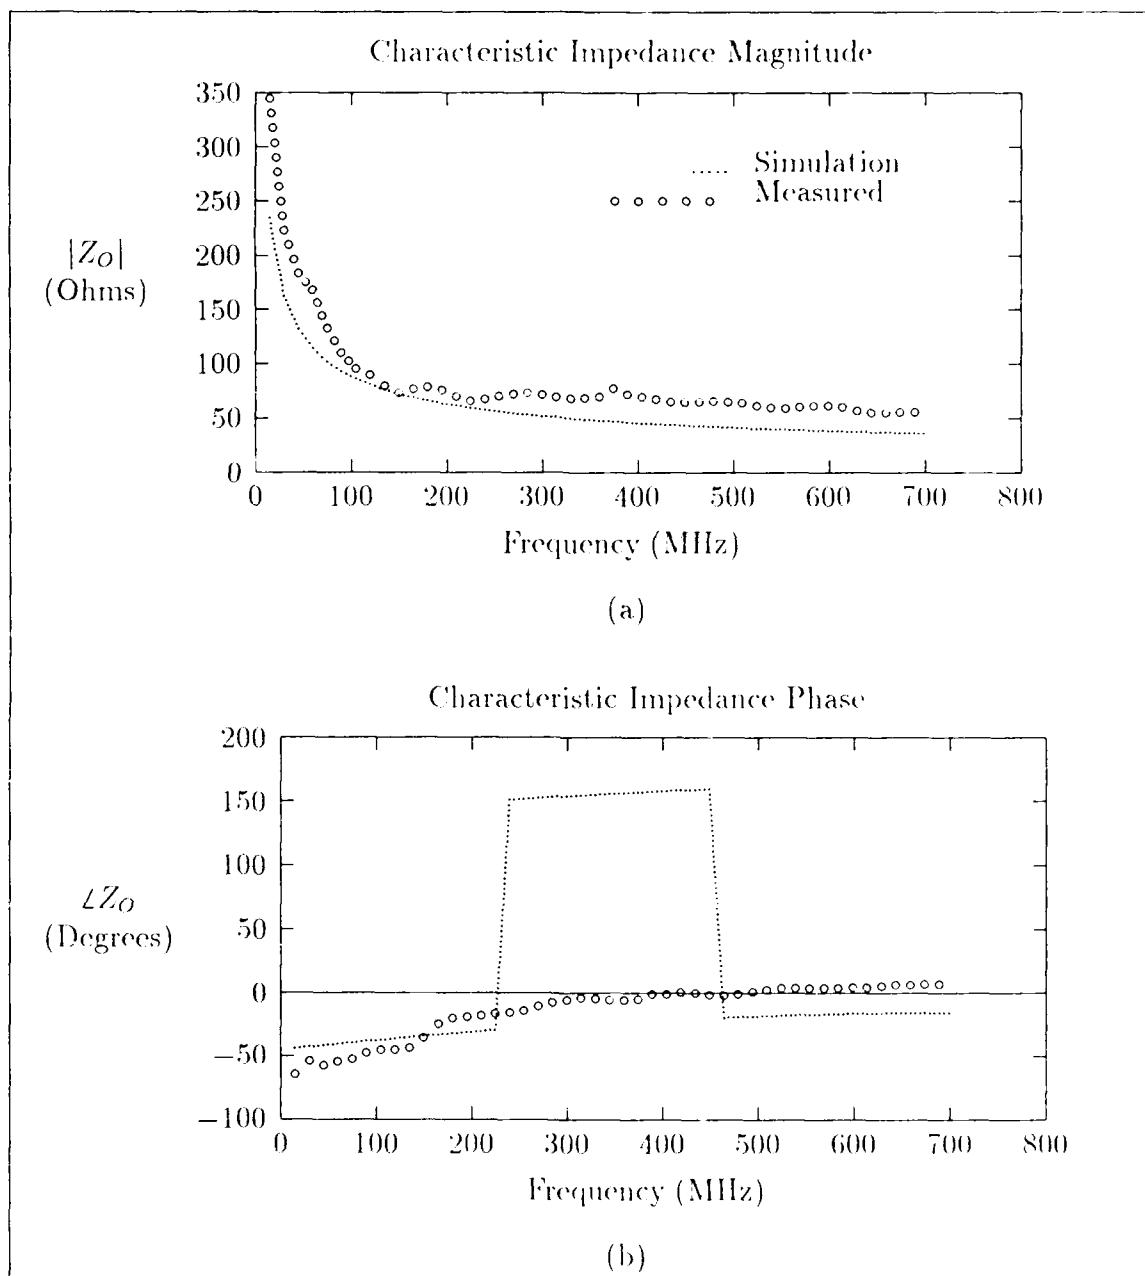 Characteristic Impedance Magnitude
350
300
250
200
150
100
50
0
|Z_O|
(Ohms)
Simulation
Measured
0 100 200 300 400 500 600 700 800
Frequency (MHz)
(a)
Characteristic Impedance Phase
200
150
100
50
0
−50
−100
∠Z_O
(Degrees)
0 100 200 300 400 500 600 700 800
Frequency (MHz)
(b)